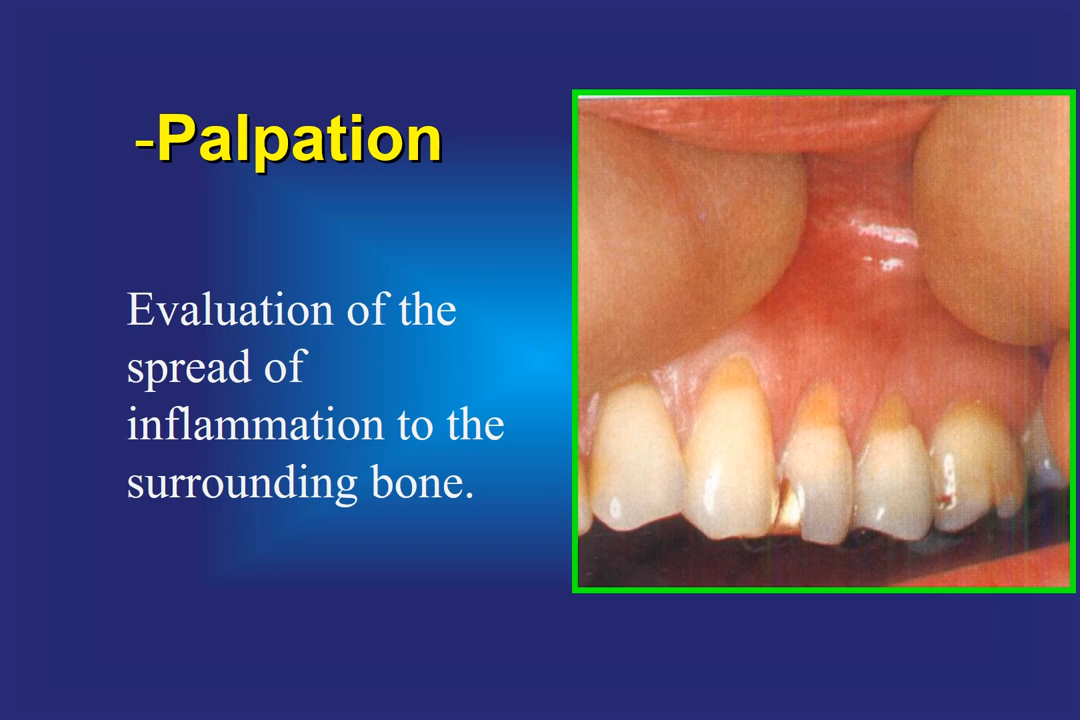 -Palpation
Evaluation of the
spread of
inflammation to the
surrounding bone.